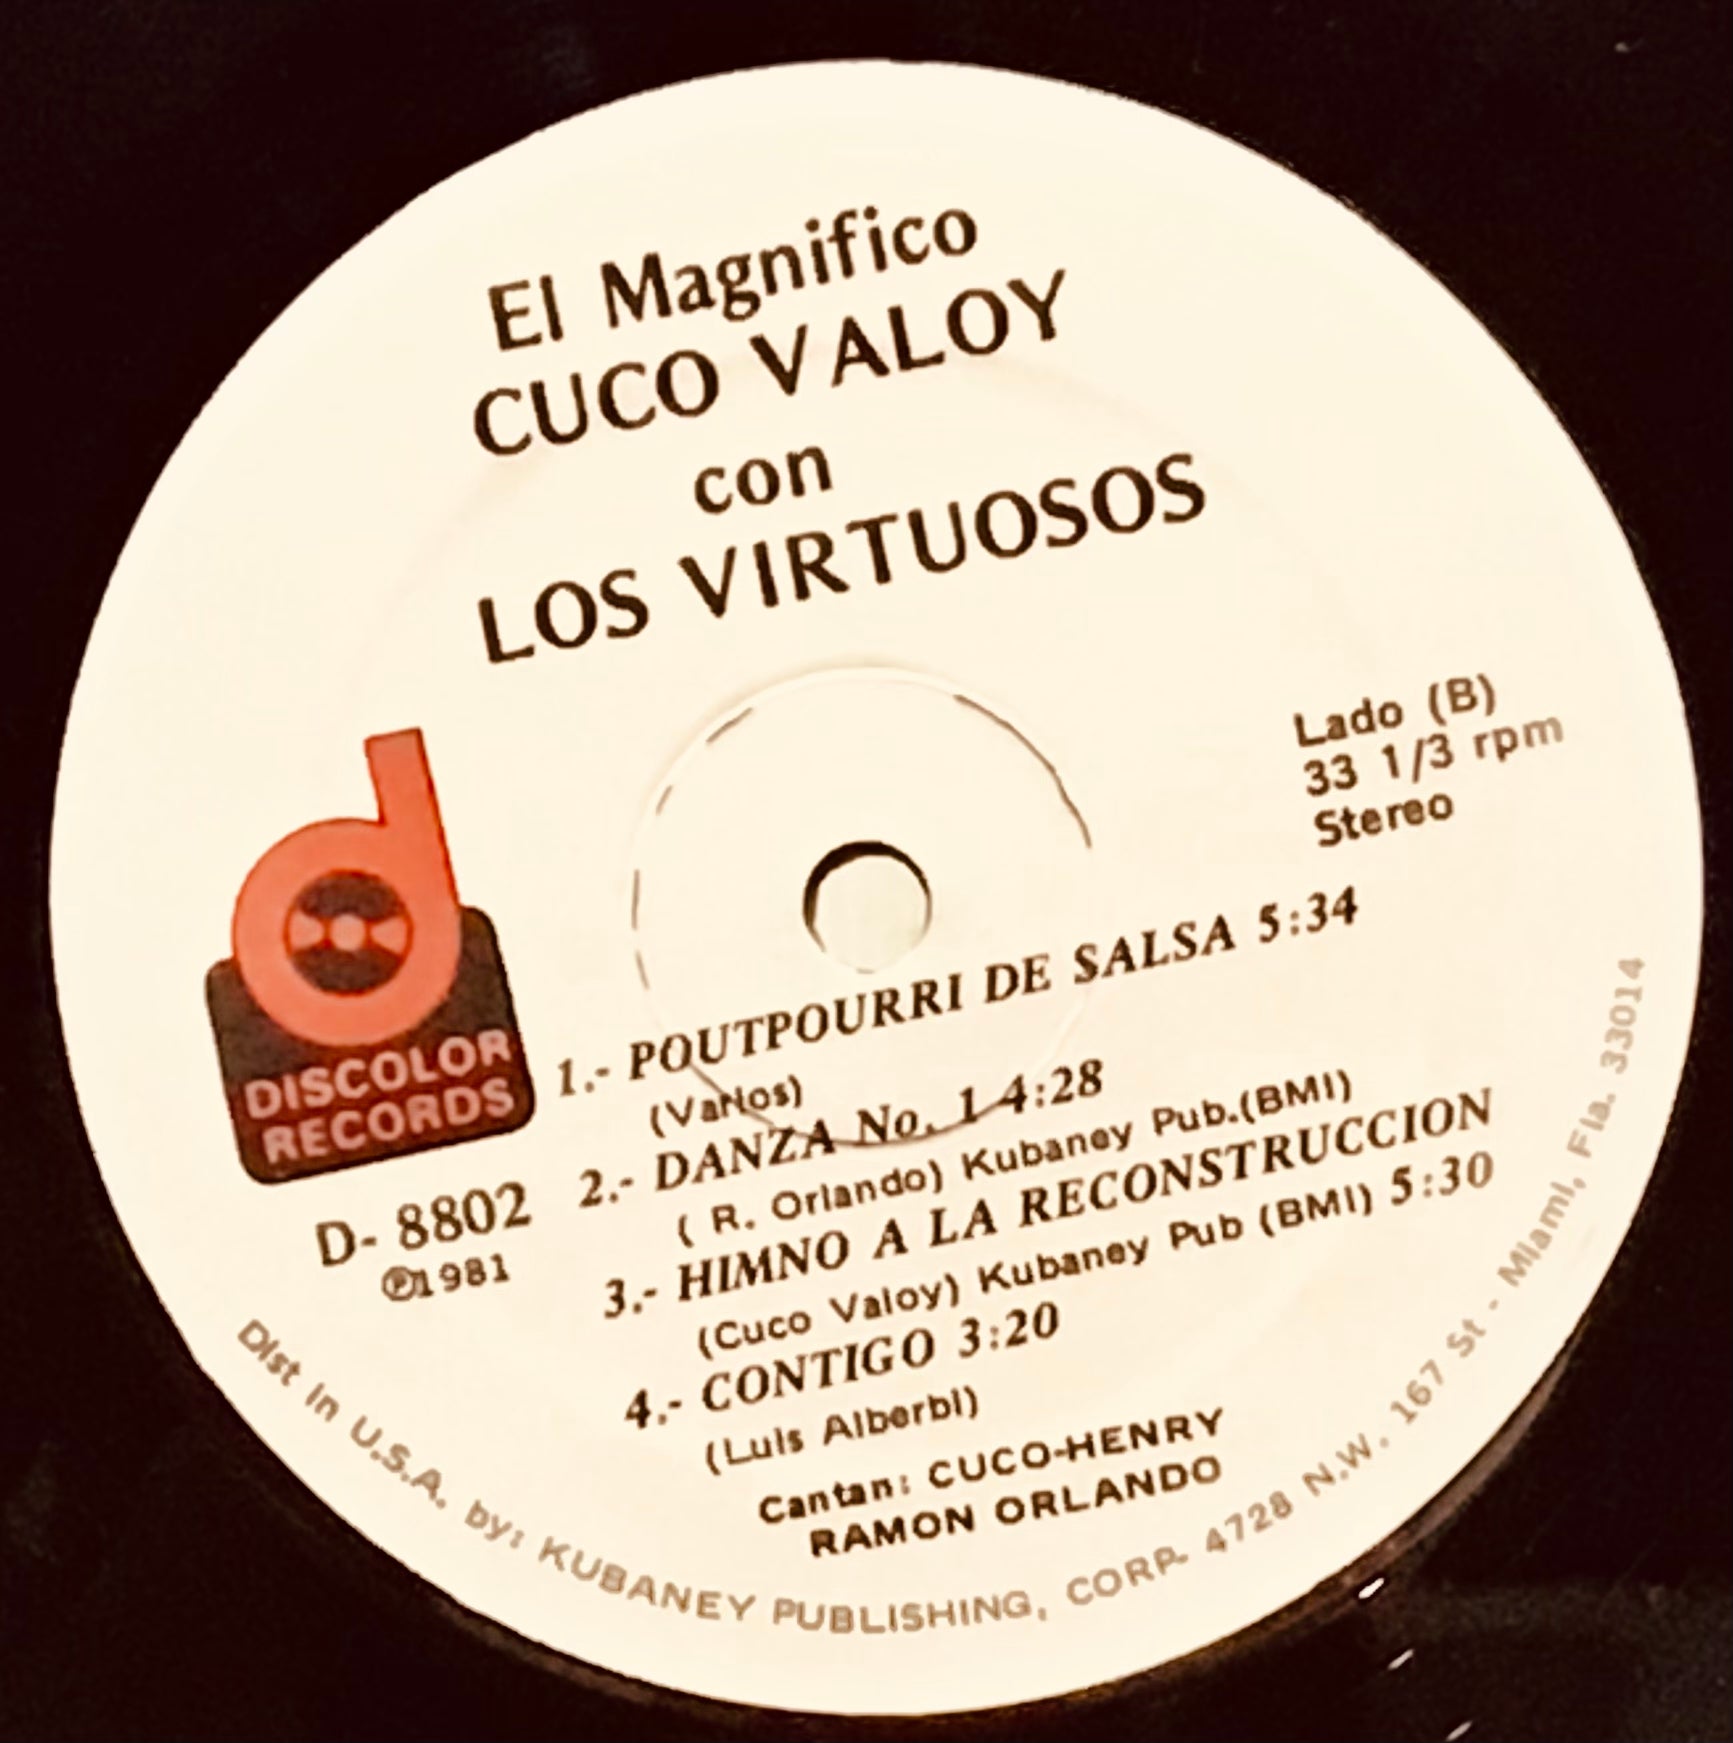 El Magnifico
CUCO VALOY
con
LOS VIRTUOSOS
Lado (B)
33 1/3 rpm
Stereo
DISCOLOR
RECORDS
D- 8802
℗1981
1.- POUTPOURRI DE SALSA 5:34
(Varios)
2.- DANZA No. 1 4:28
( R. Orlando) Kubaney Pub.(BMI)
3.- HIMNO A LA RECONSTRUCCION
(Cuco Valoy) Kubaney Pub (BMI) 5:30
4.- CONTIGO 3:20
(Luis Alberbi)
Cantan: CUCO-HENRY
RAMON ORLANDO
Dist in U.S.A. by: KUBANEY PUBLISHING, CORP. 4728 N.W. 167 St - Miami, Fla. 33014